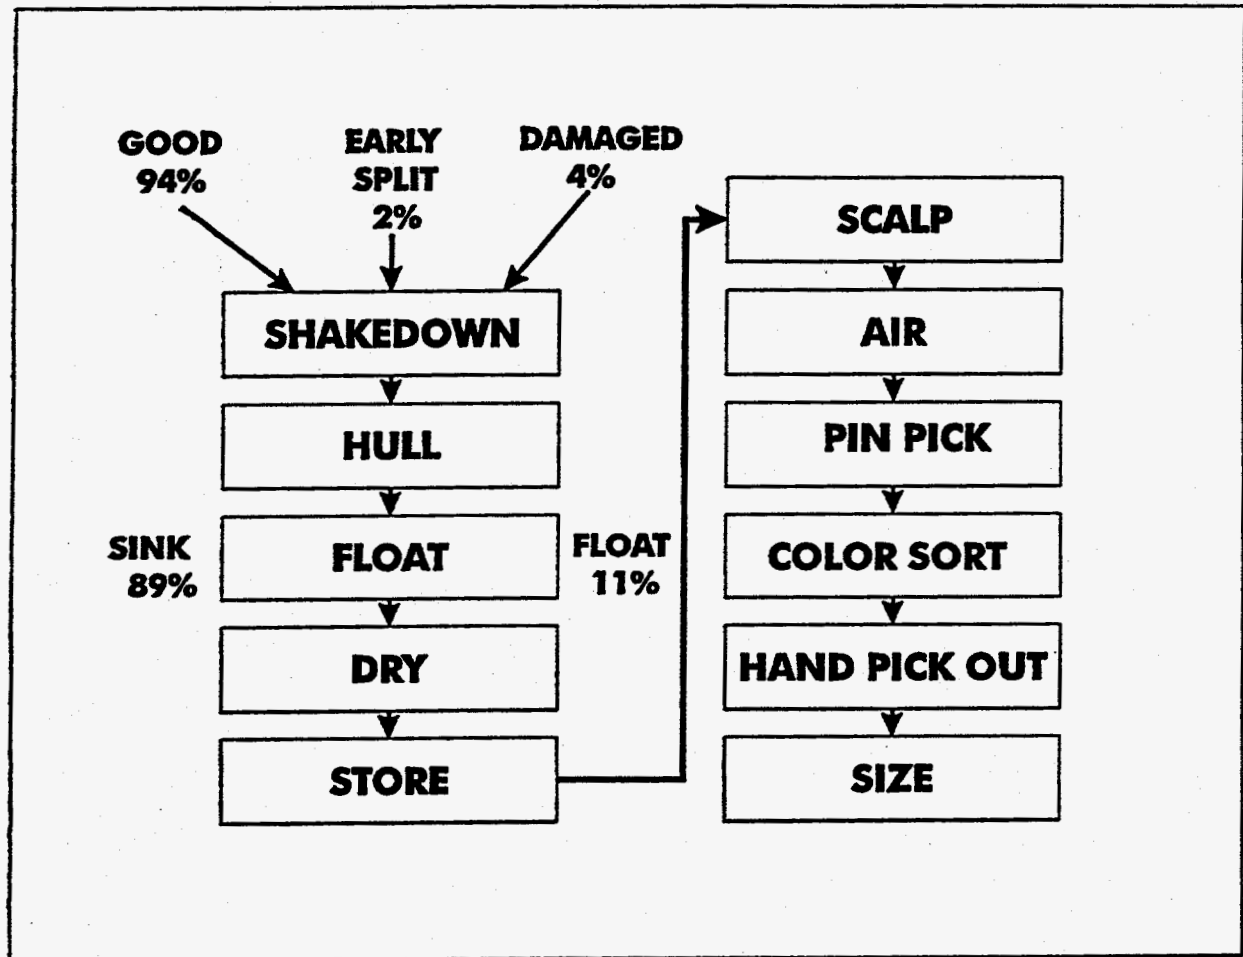 GOOD
94%
EARLY
SPLIT
2%
DAMAGED
4%
SHAKEDOWN
HULL
SINK
89%
FLOAT
FLOAT
11%
DRY
STORE
SCALP
AIR
PIN PICK
COLOR SORT
HAND PICK OUT
SIZE